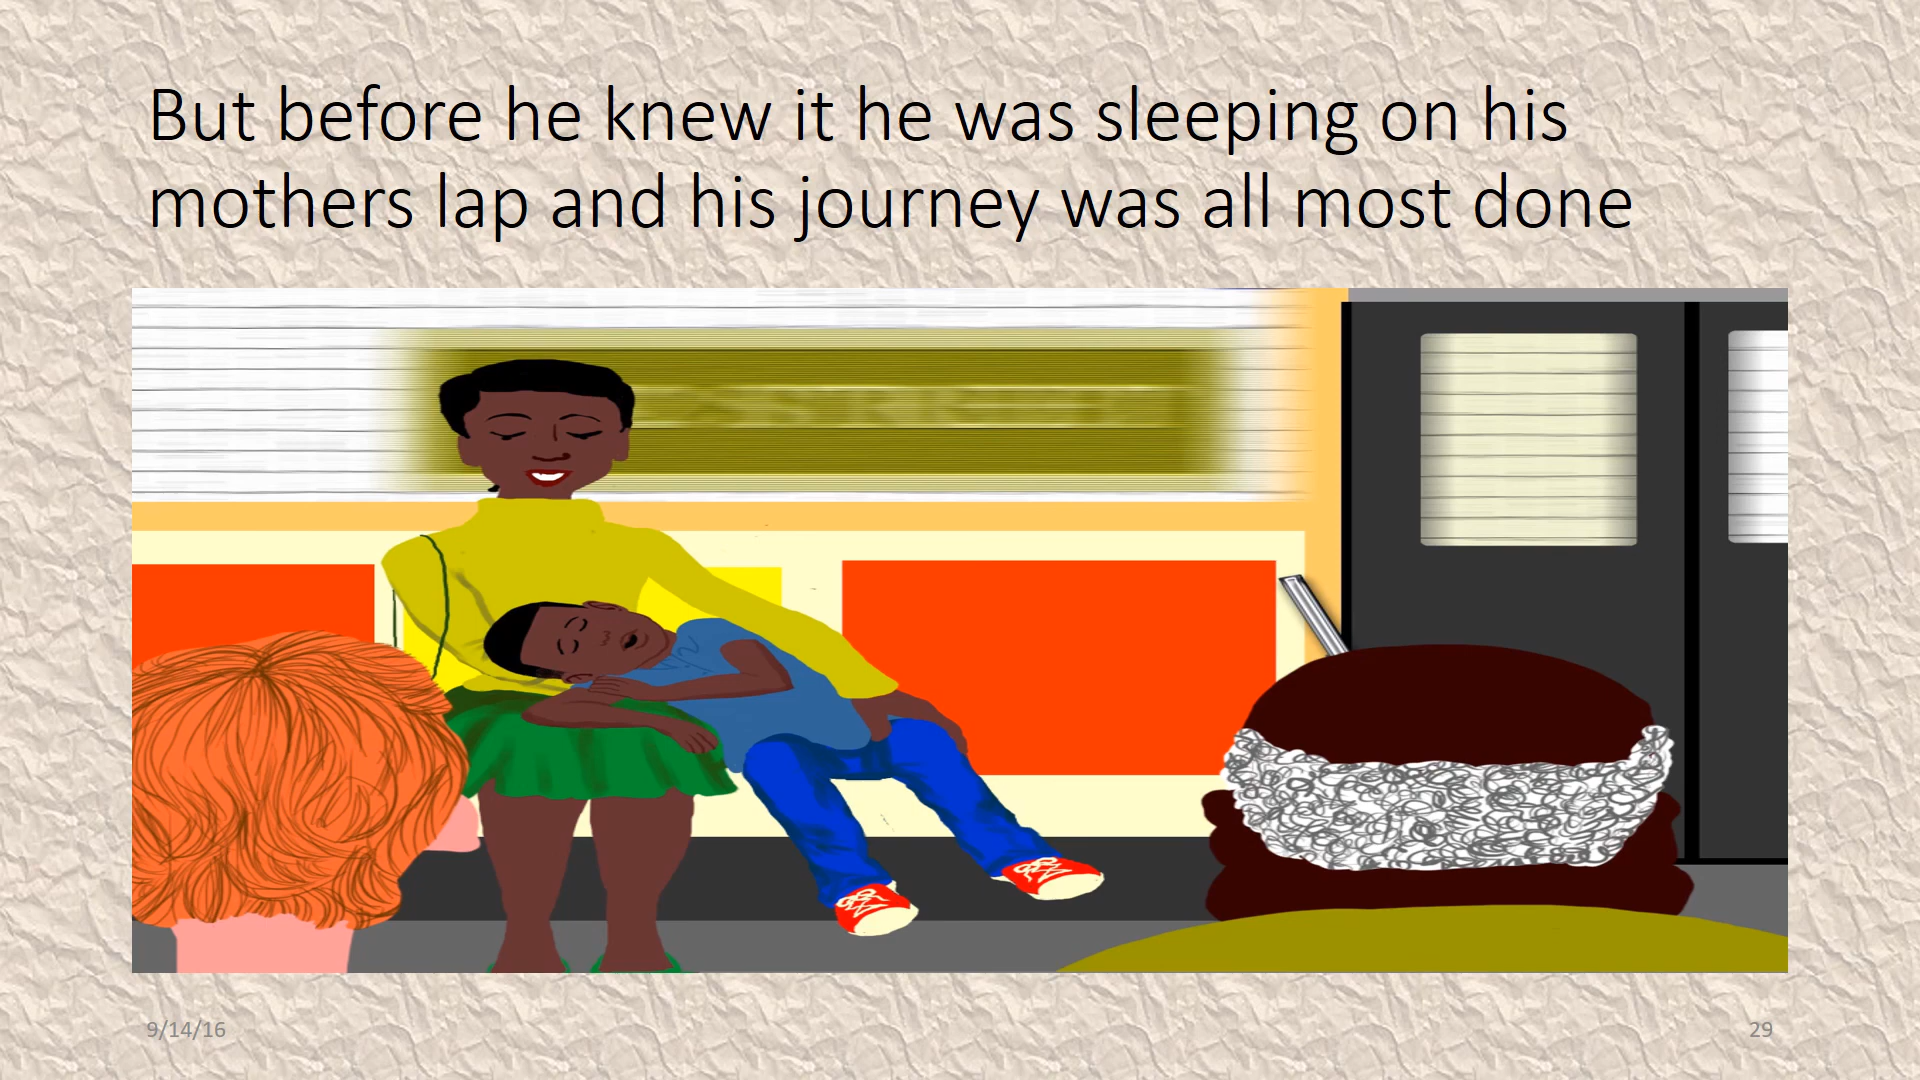 But before he knew it he was sleeping on his
mothers lap and his journey was all most done
9/14/16
29